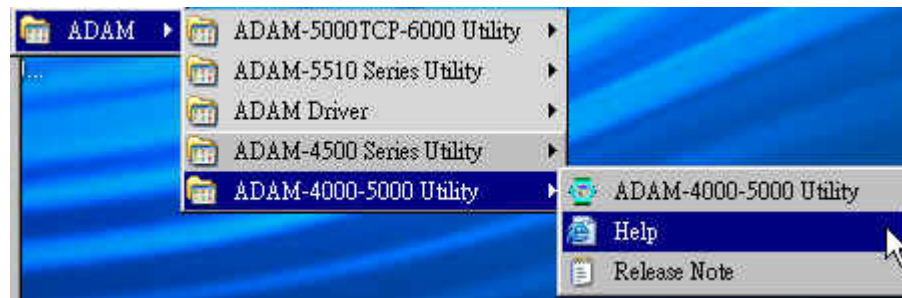 ADAM
ADAM-5000TCP-6000 Utility
...
ADAM-5510 Series Utility
ADAM Driver
ADAM-4500 Series Utility
ADAM-4000-5000 Utility
ADAM-4000-5000 Utility
Help
Release Note